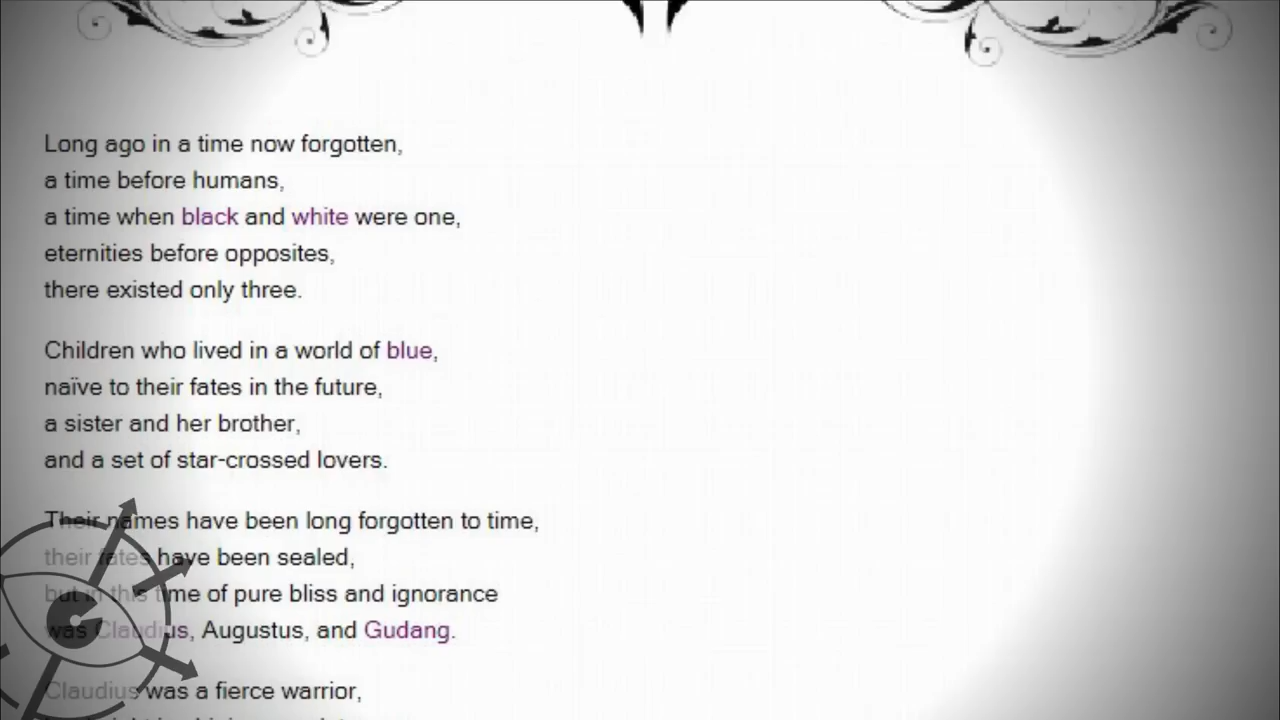 Long ago in a time now forgotten,
a time before humans,
a time when black and white were one,
eternities before opposites,
there existed only three.
Children who lived in a world of blue,
naïve to their fates in the future,
a sister and her brother,
and a set of star-crossed lovers.
Their names have been long forgotten to time,
their fates have been sealed,
but in this time of pure bliss and ignorance
was Claudius, Augustus, and Gudang.
Claudius was a fierce warrior,